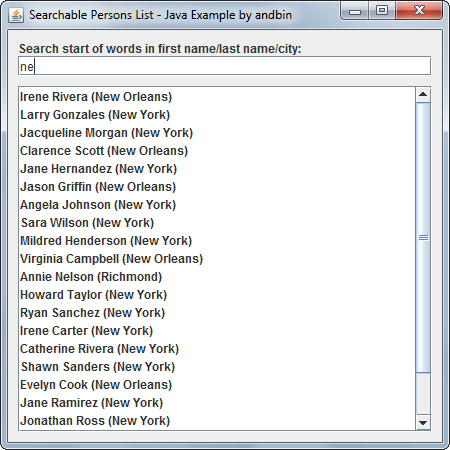 Searchable Persons List - Java Example by andbin
Search start of words in first name/last name/city:
ne
Irene Rivera (New Orleans)
Larry Gonzales (New York)
Jacqueline Morgan (New York)
Clarence Scott (New Orleans)
Jane Hernandez (New York)
Jason Griffin (New Orleans)
Angela Johnson (New York)
Sara Wilson (New York)
Mildred Henderson (New York)
Virginia Campbell (New Orleans)
Annie Nelson (Richmond)
Howard Taylor (New York)
Ryan Sanchez (New York)
Irene Carter (New York)
Catherine Rivera (New York)
Shawn Sanders (New York)
Evelyn Cook (New Orleans)
Jane Ramirez (New York)
Jonathan Ross (New York)